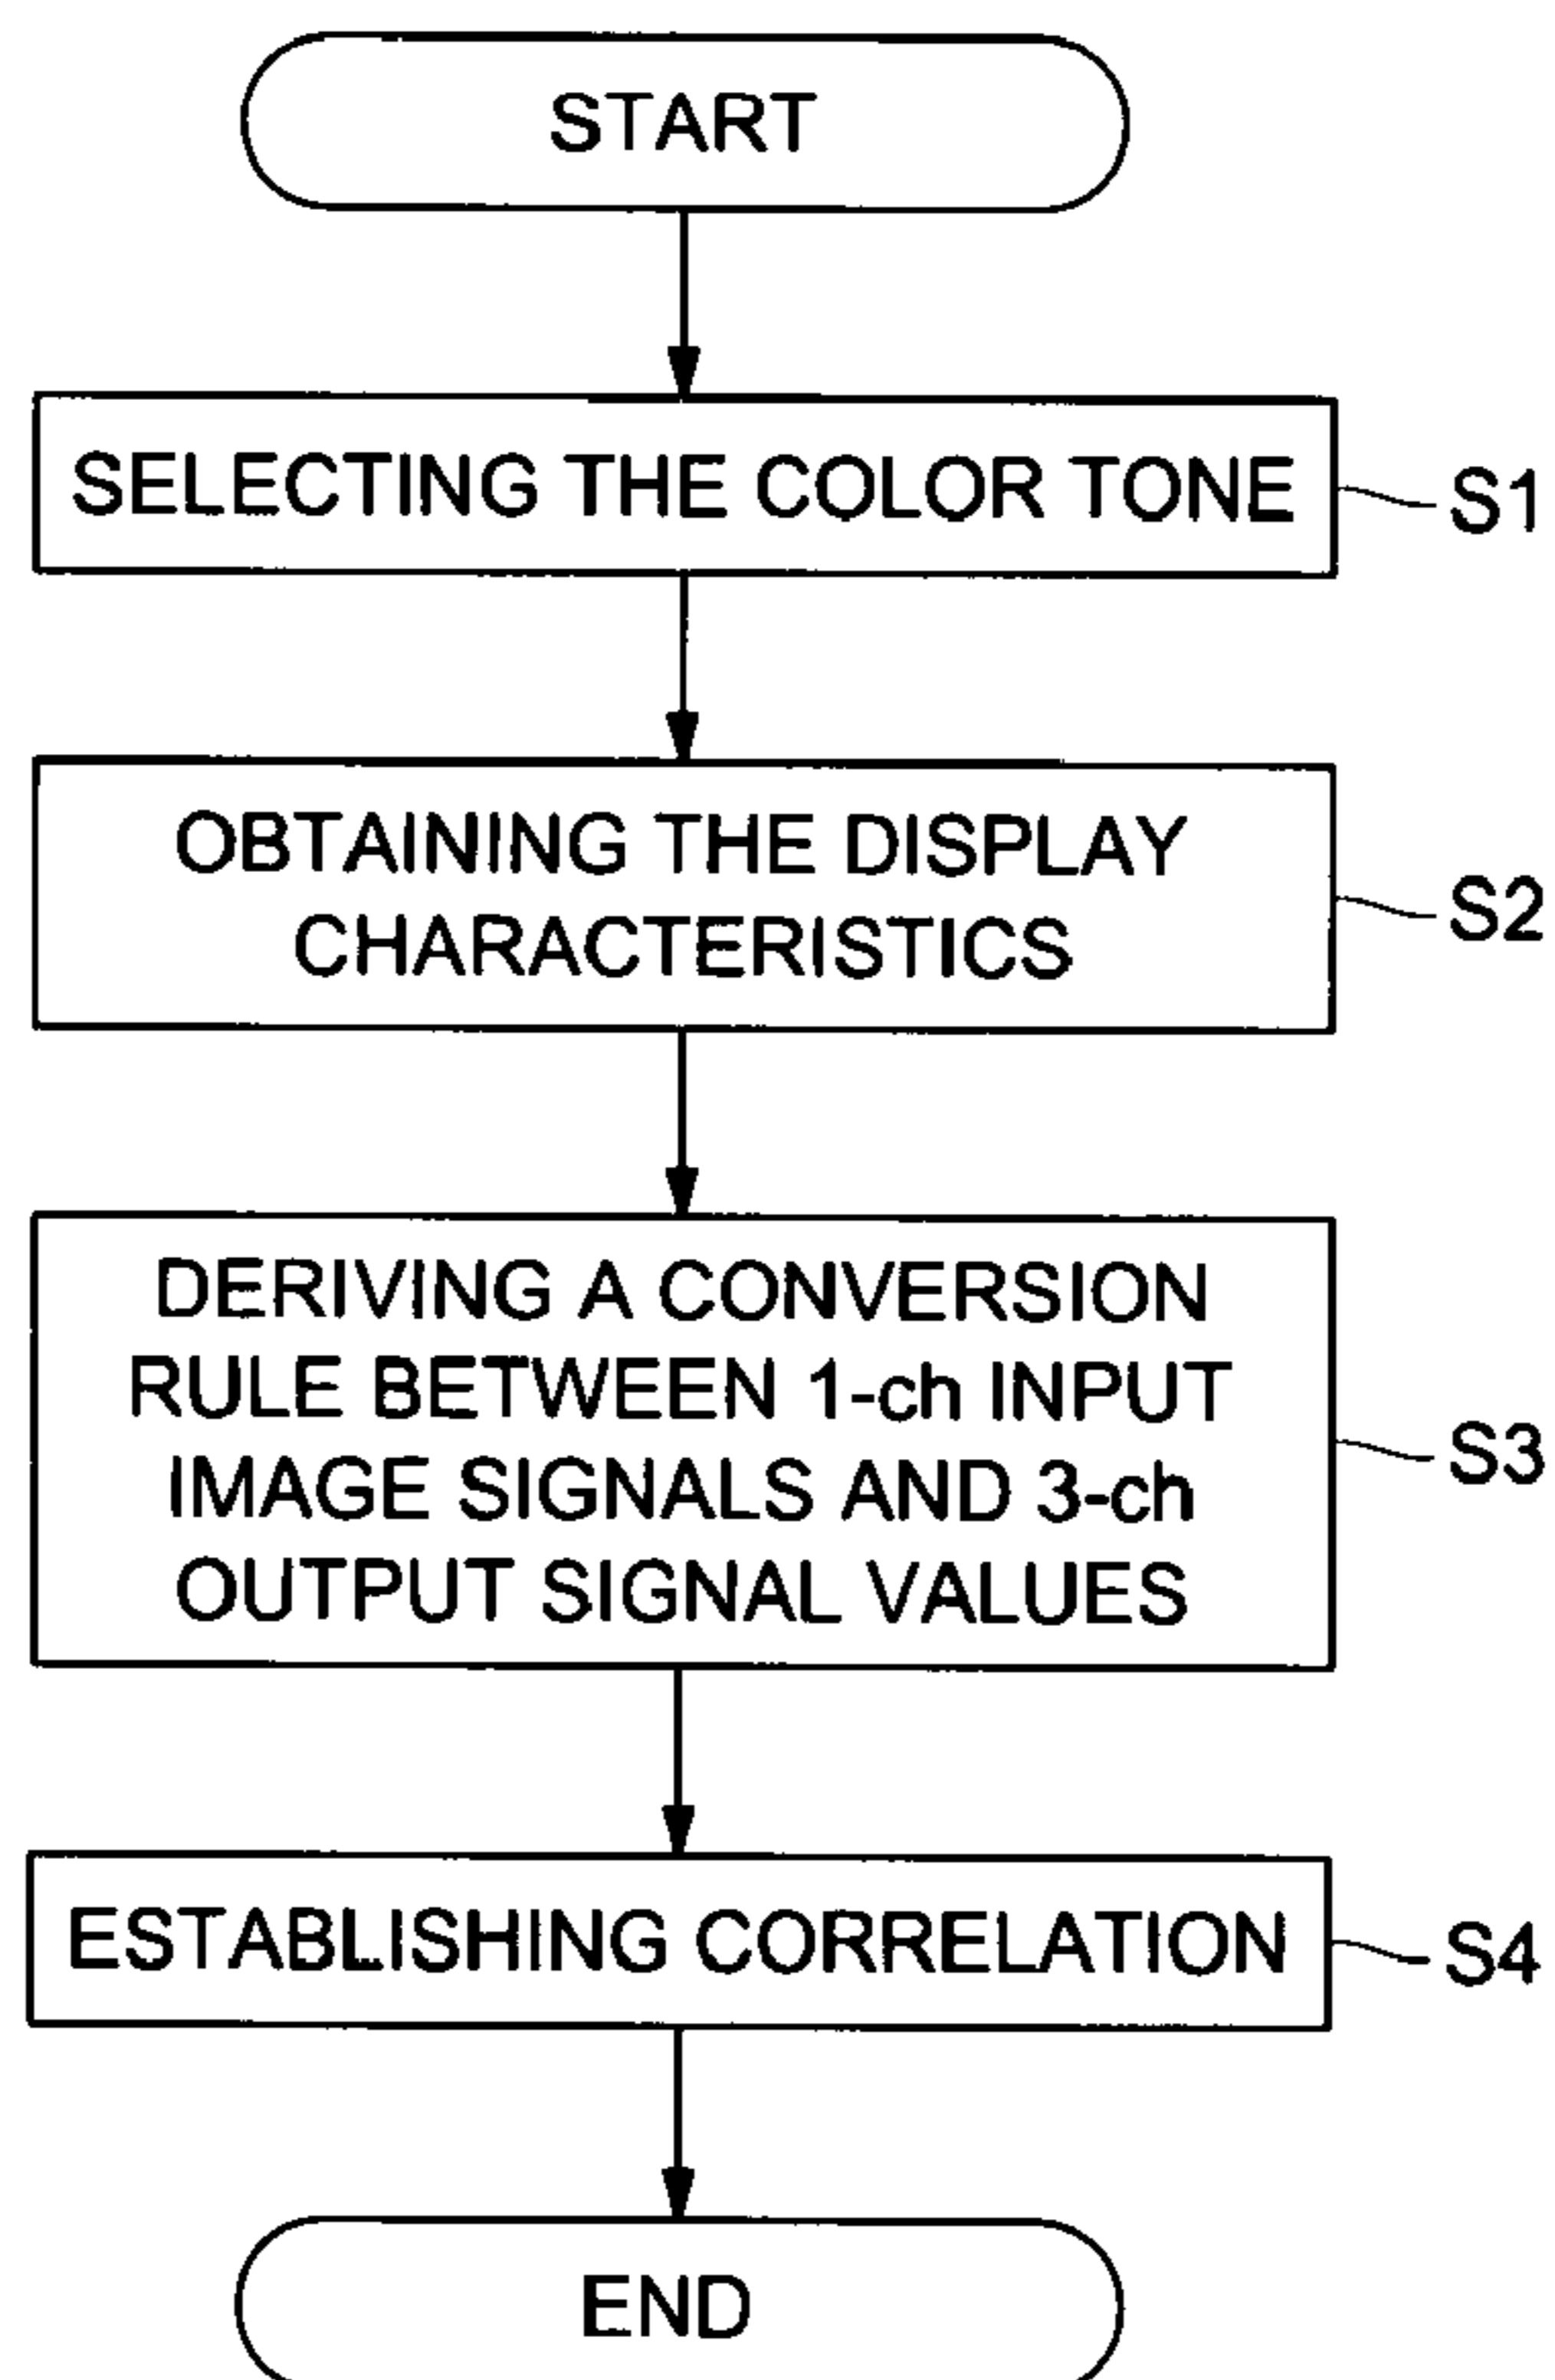 START
SELECTING THE COLOR TONE
S1
OBTAINING THE DISPLAY
CHARACTERISTICS
S2
DERIVING A CONVERSION
RULE BETWEEN 1-ch INPUT
IMAGE SIGNALS AND 3-ch
OUTPUT SIGNAL VALUES
S3
ESTABLISHING CORRELATION
S4
END